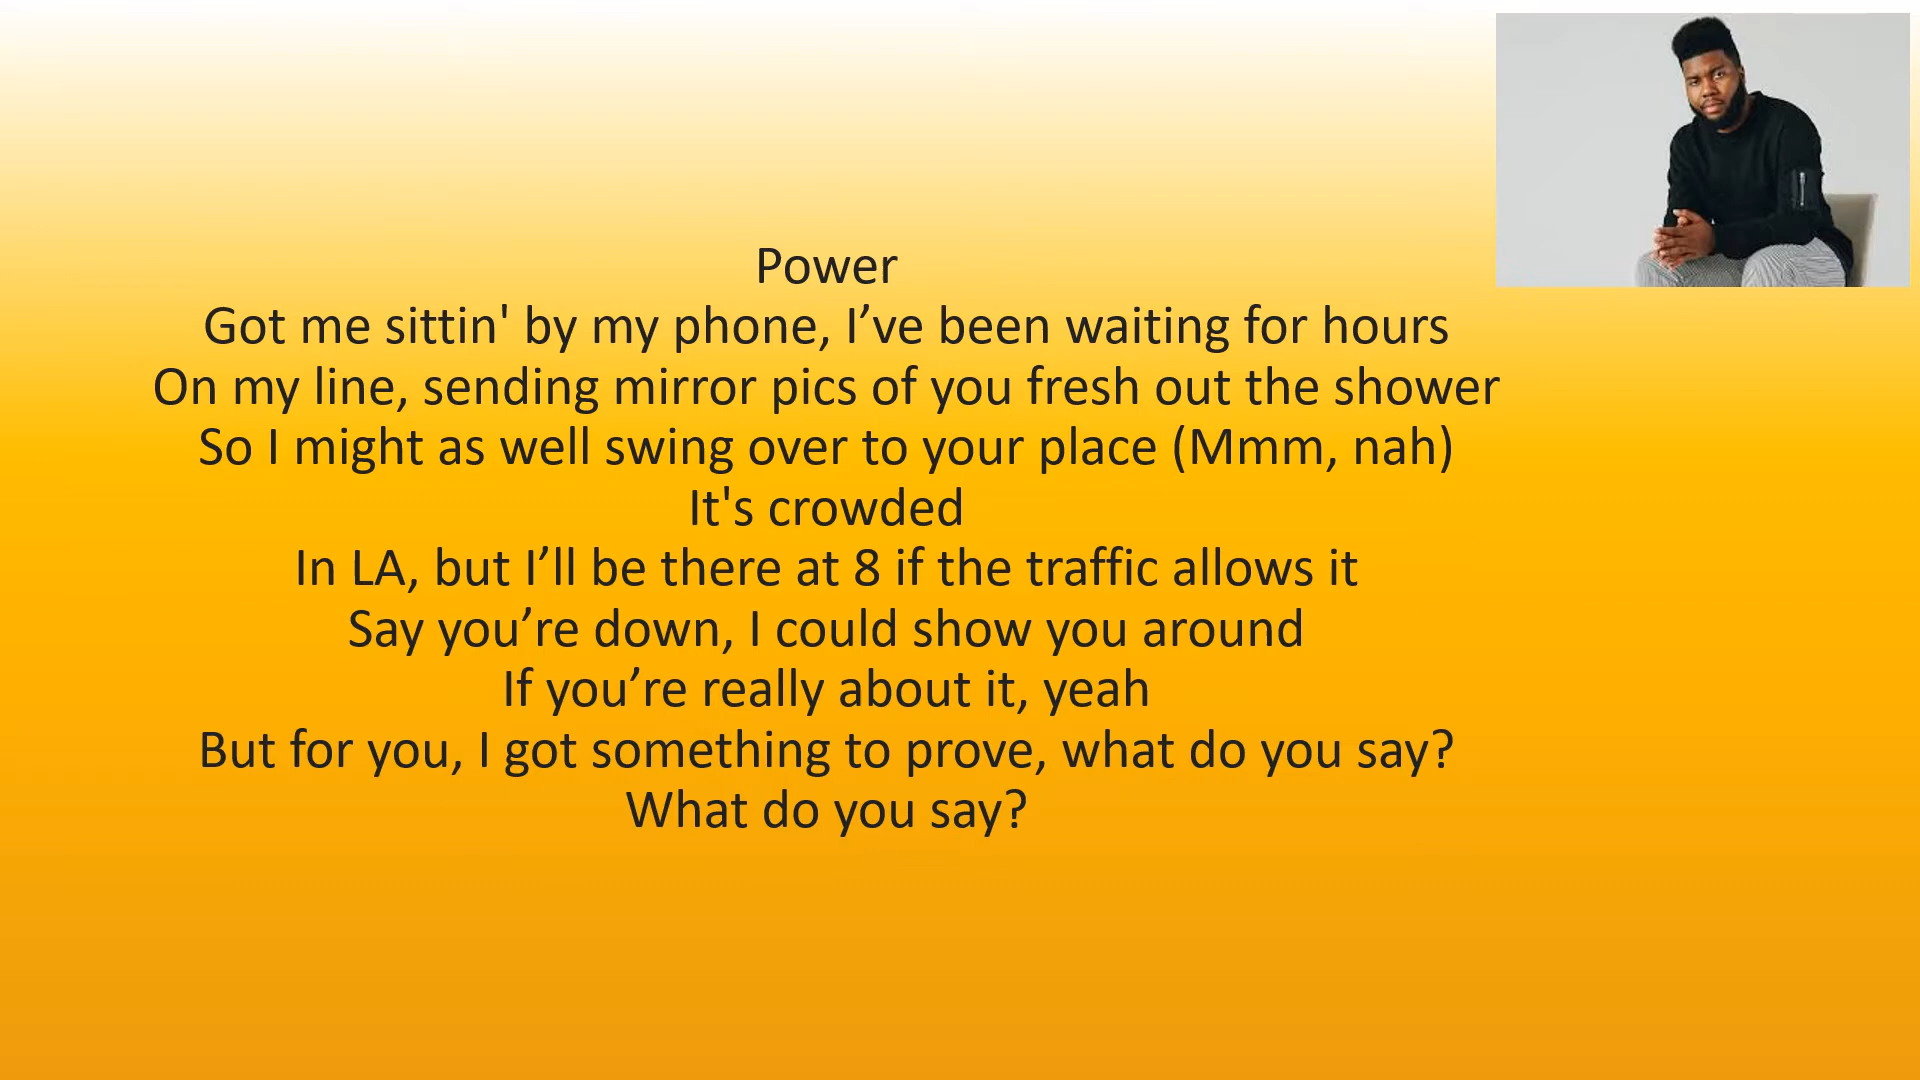 Power
Got me sittin' by my phone, I’ve been waiting for hours
On my line, sending mirror pics of you fresh out the shower
So I might as well swing over to your place (Mmm, nah)
It's crowded
In LA, but I’ll be there at 8 if the traffic allows it
Say you’re down, I could show you around
If you’re really about it, yeah
But for you, I got something to prove, what do you say?
What do you say?